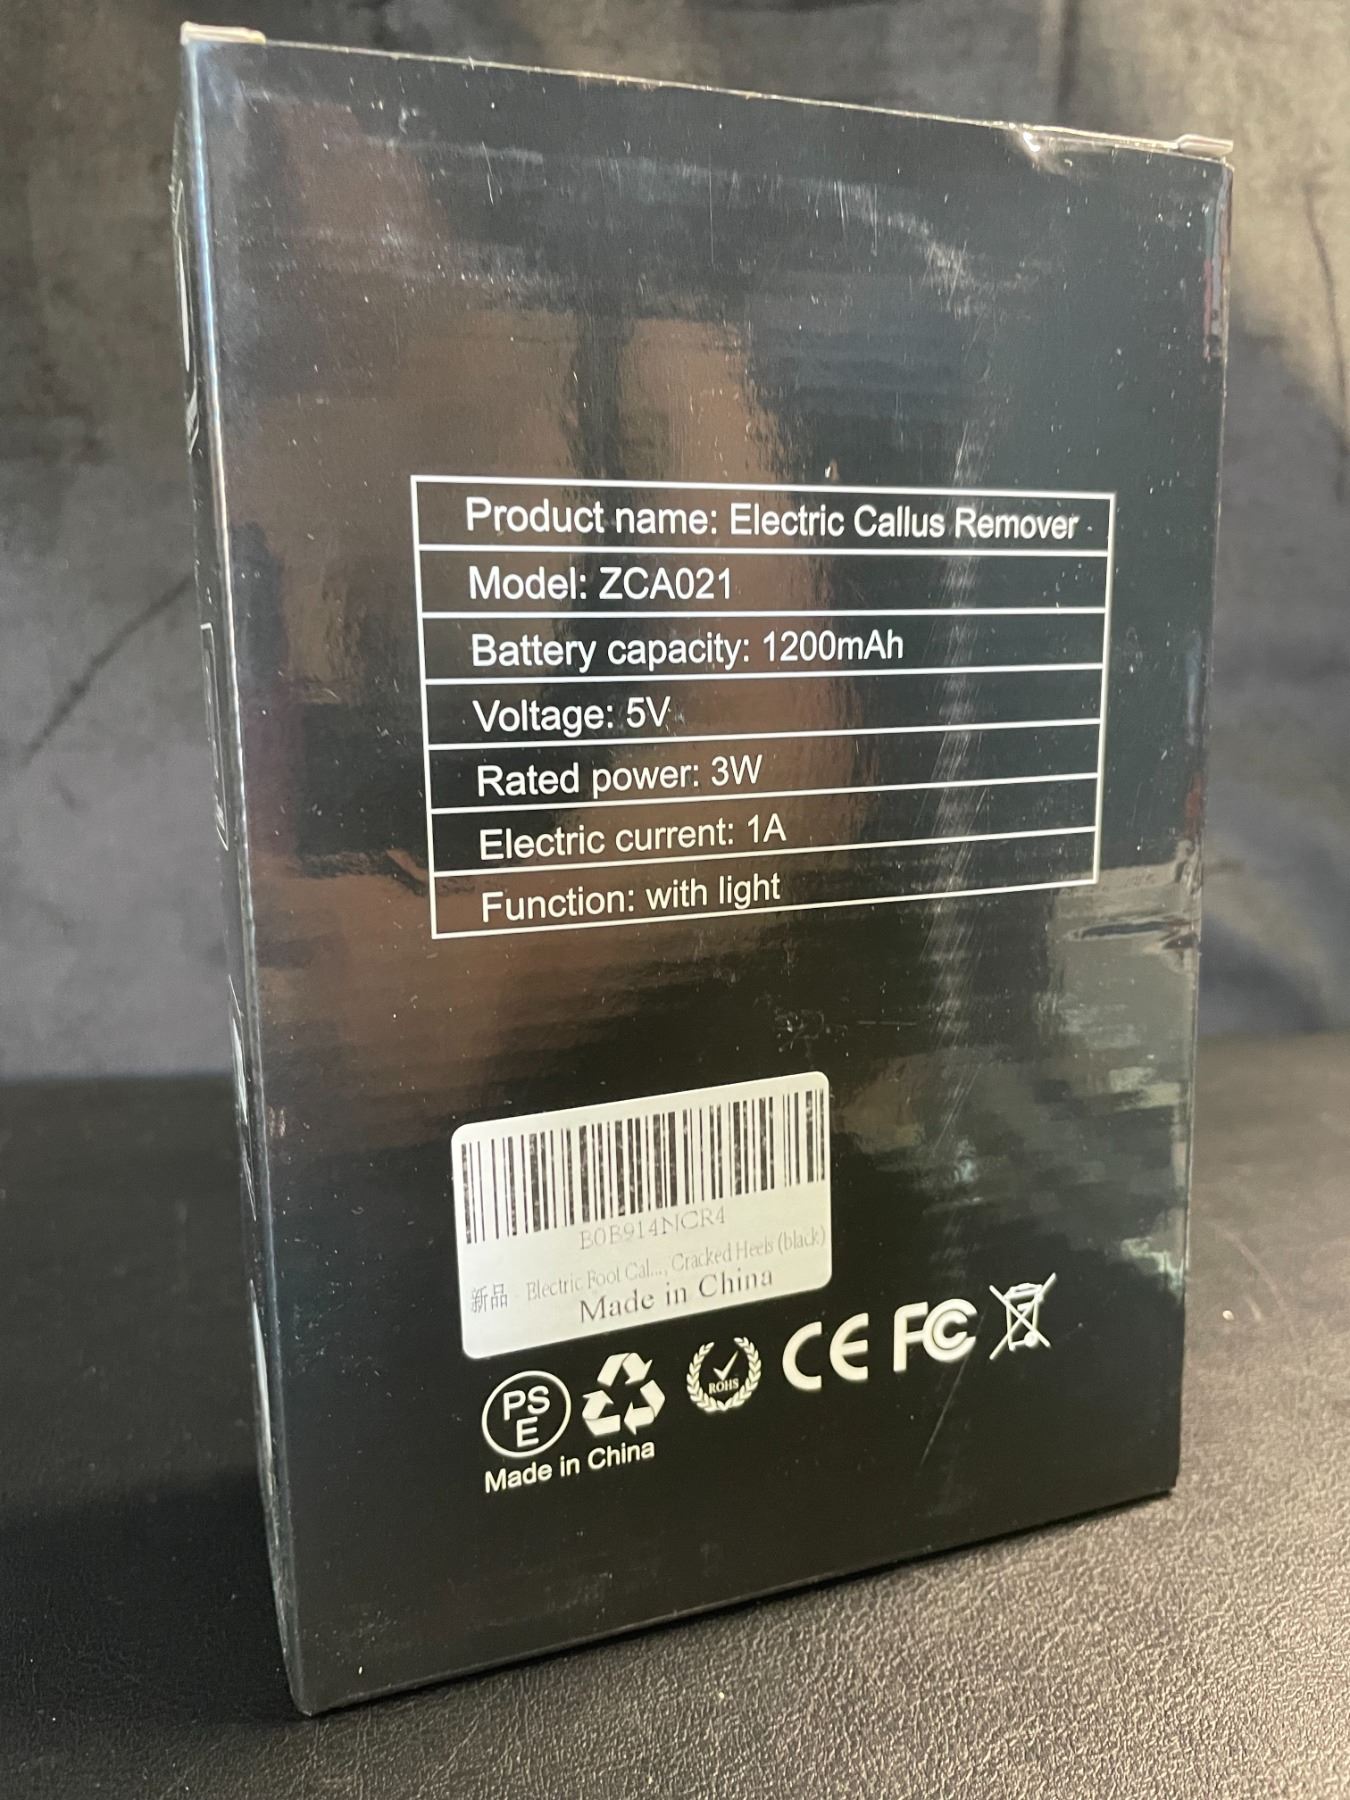 Product name: Electric Callus Remover
Model: ZCA021
Battery capacity: 1200mAh
Voltage: 5V
Rated power: 3W
Electric current: 1A
Function: with light
B0B914NCR4
新品 - Electric Foot Cal..., Cracked Heels (black)
Made in China
PS
E
ROHS
CE
FC
Made in China